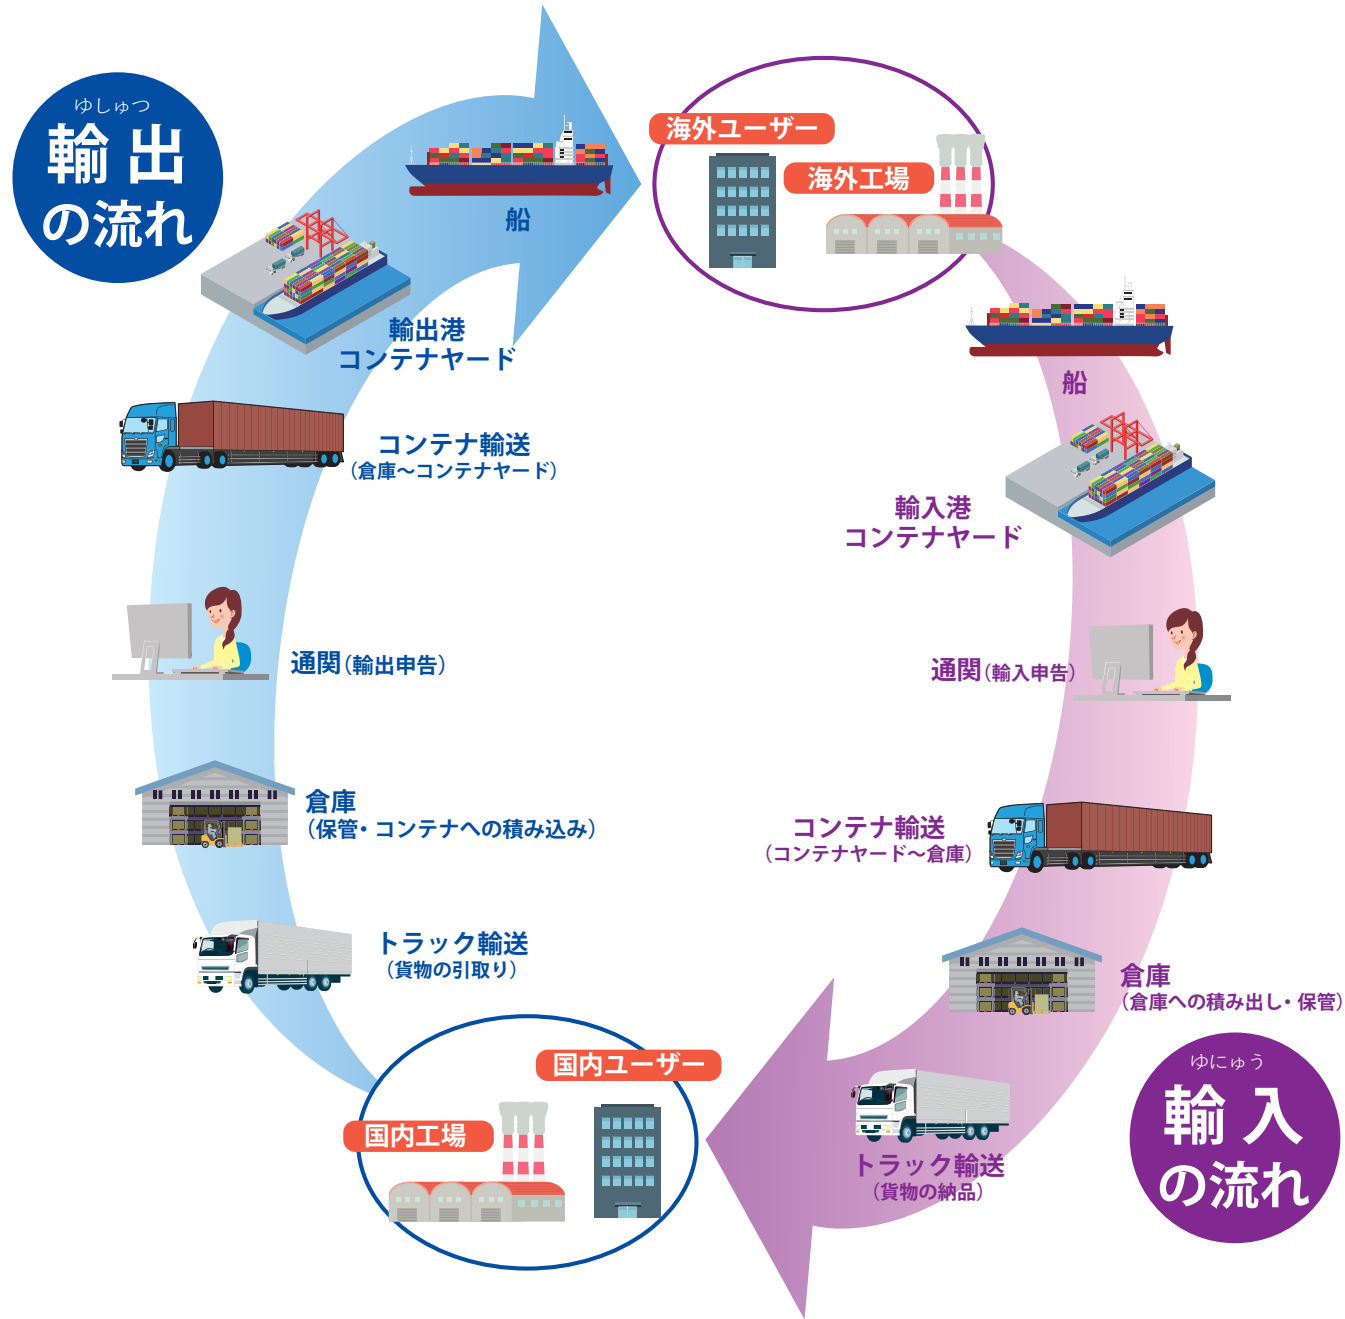 ゆしゅつ
輸出
の流れ
船
輸出港
コンテナヤード
コンテナ輸送
（倉庫～コンテナヤード）
通関（輸出申告）
倉庫
（保管・コンテナへの積み込み）
トラック輸送
（貨物の引取り）
国内ユーザー
国内工場
海外ユーザー
海外工場
船
輸入港
コンテナヤード
通関（輸入申告）
コンテナ輸送
（コンテナヤード～倉庫）
倉庫
（倉庫への積み出し・保管）
トラック輸送
（貨物の納品）
ゆにゅう
輸入
の流れ